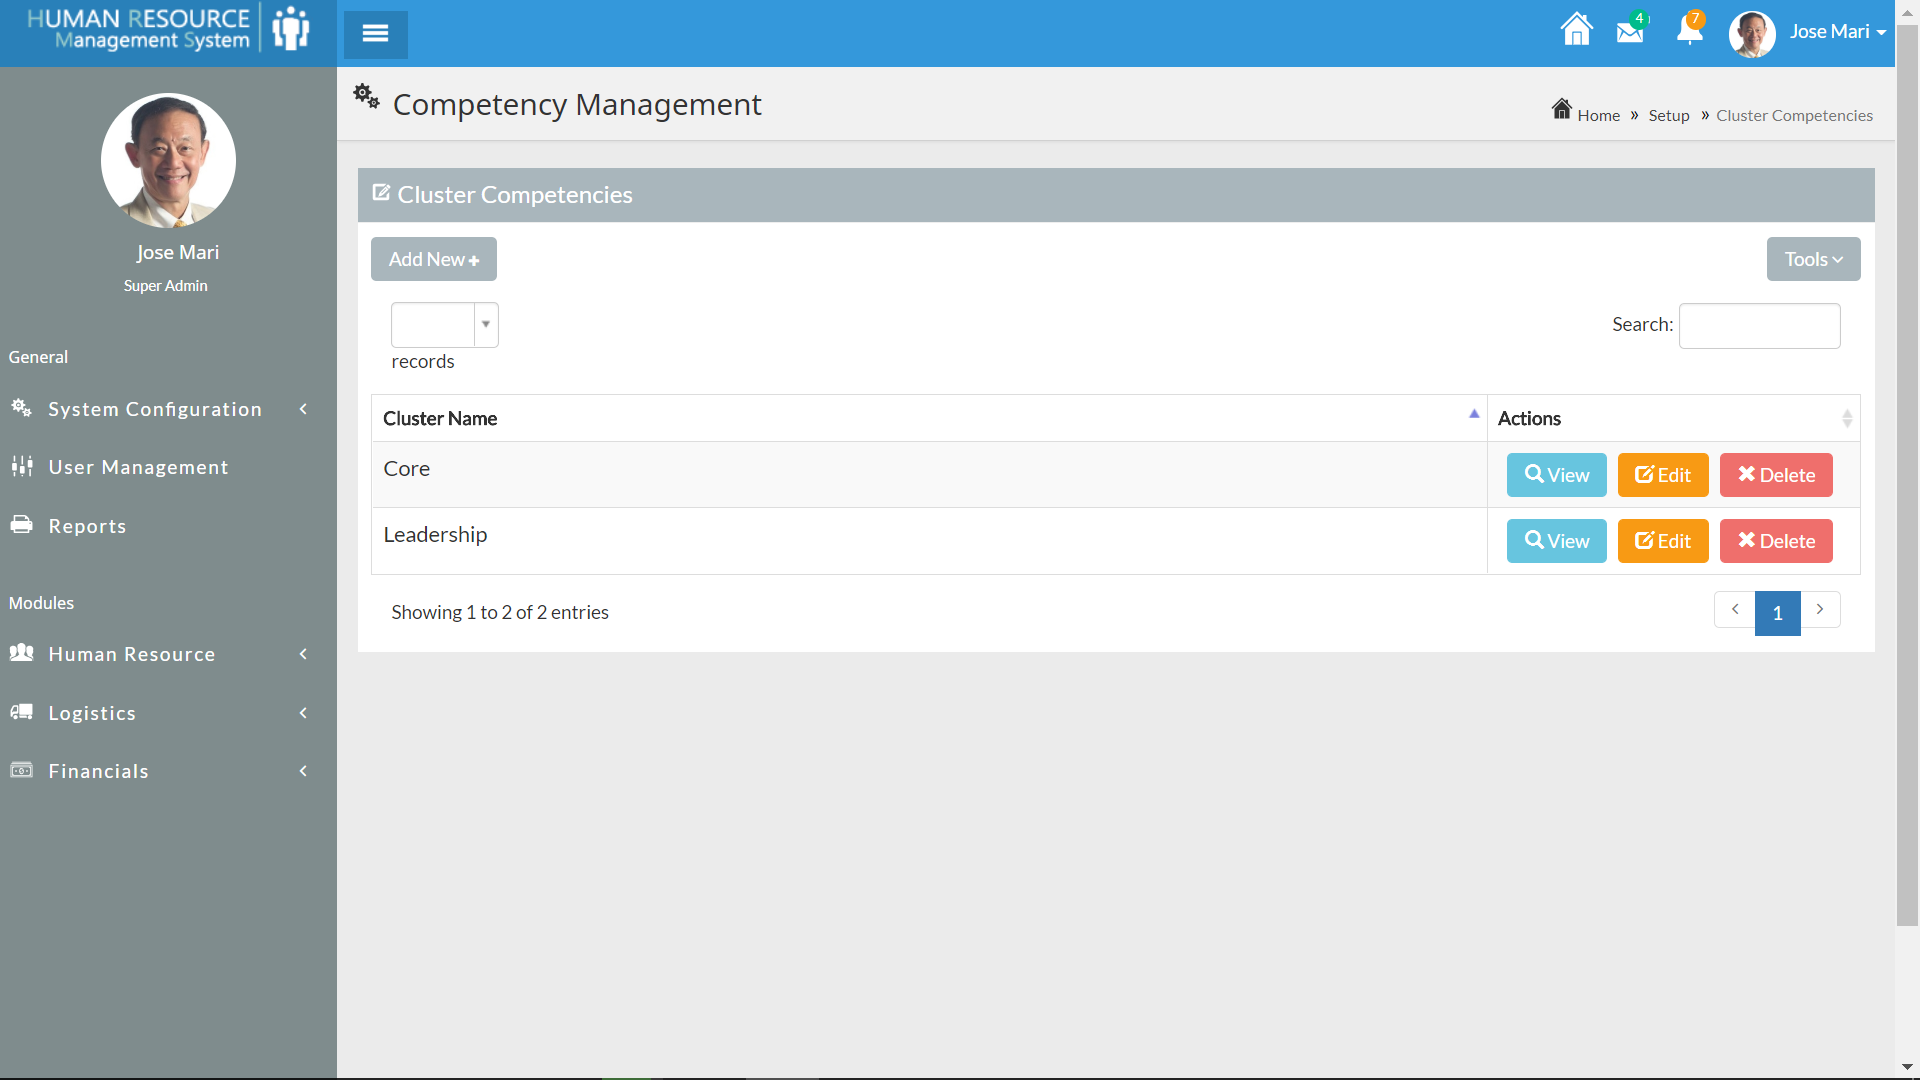 HUMAN RESOURCE
Management System
4
7
Jose Mari
Jose Mari
Super Admin
General
System Configuration
User Management
Reports
Modules
Human Resource
Logistics
Financials
Competency Management
Home » Setup » Cluster Competencies
Cluster Competencies
Add New
Tools
records
Search:
Cluster Name Actions
Core View Edit Delete
Leadership View Edit Delete
Showing 1 to 2 of 2 entries
1